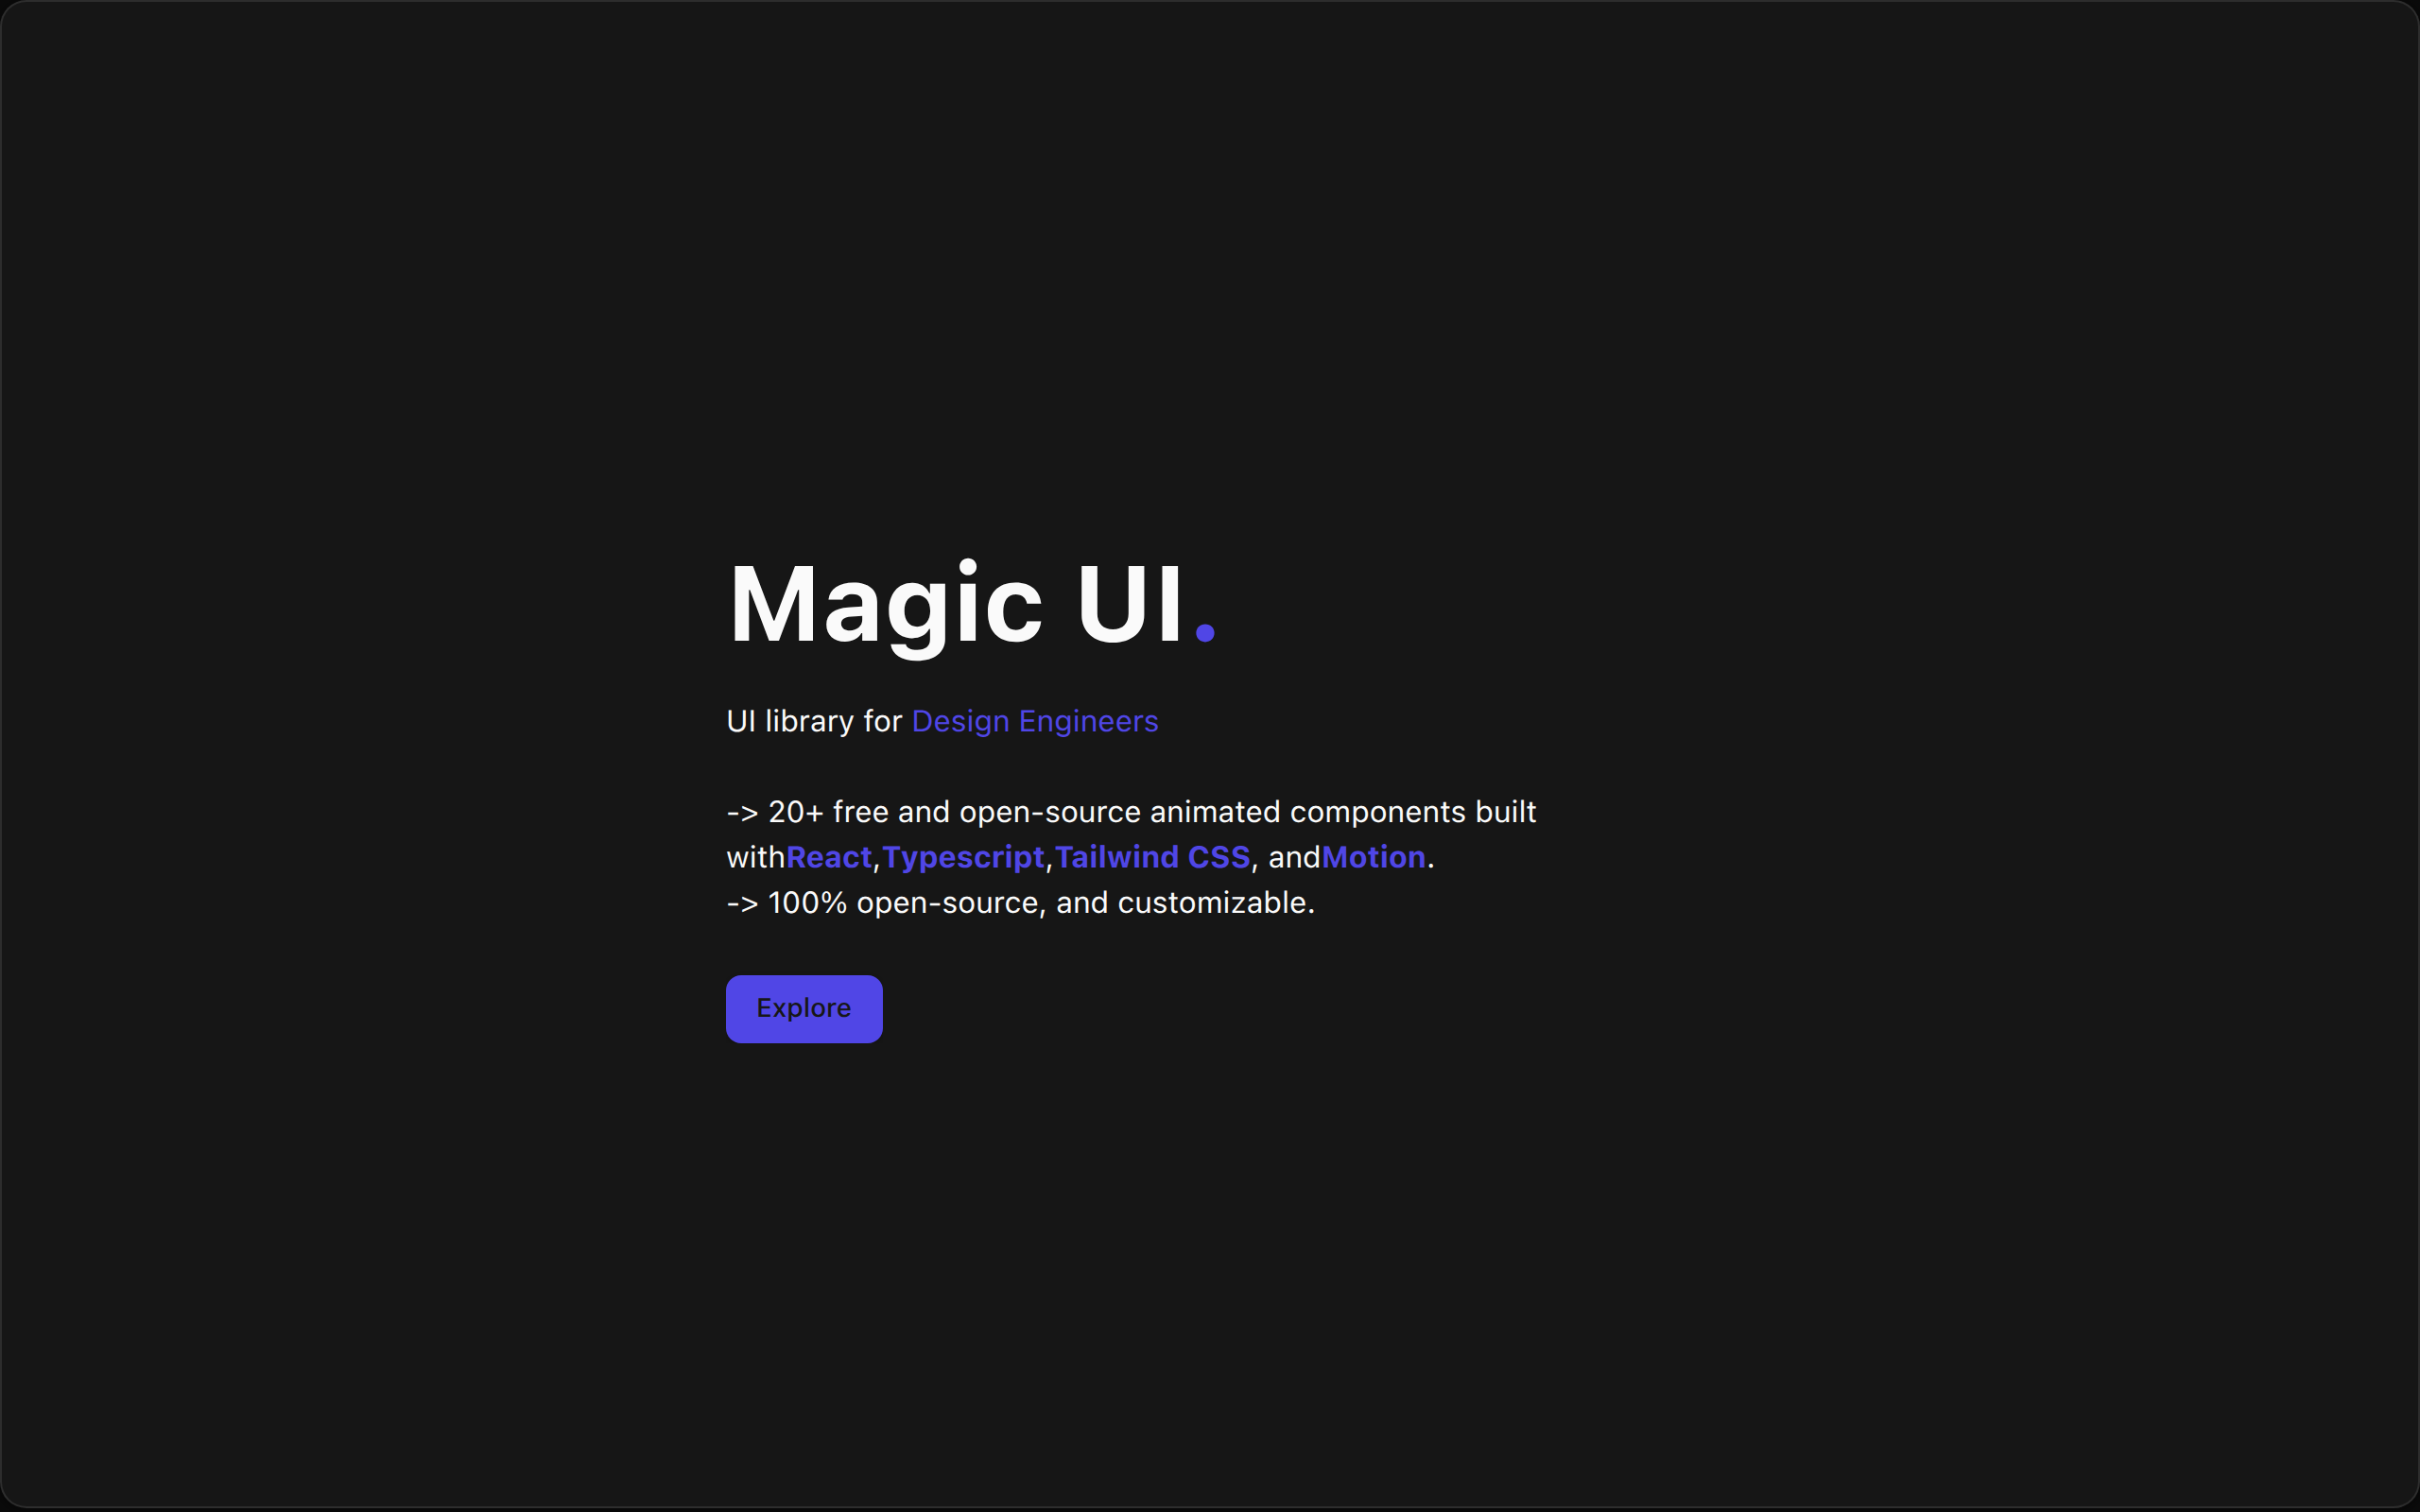 Magic UI.
UI library for Design Engineers
-> 20+ free and open-source animated components built
withReact,Typescript,Tailwind CSS, andMotion.
-> 100% open-source, and customizable.
Explore